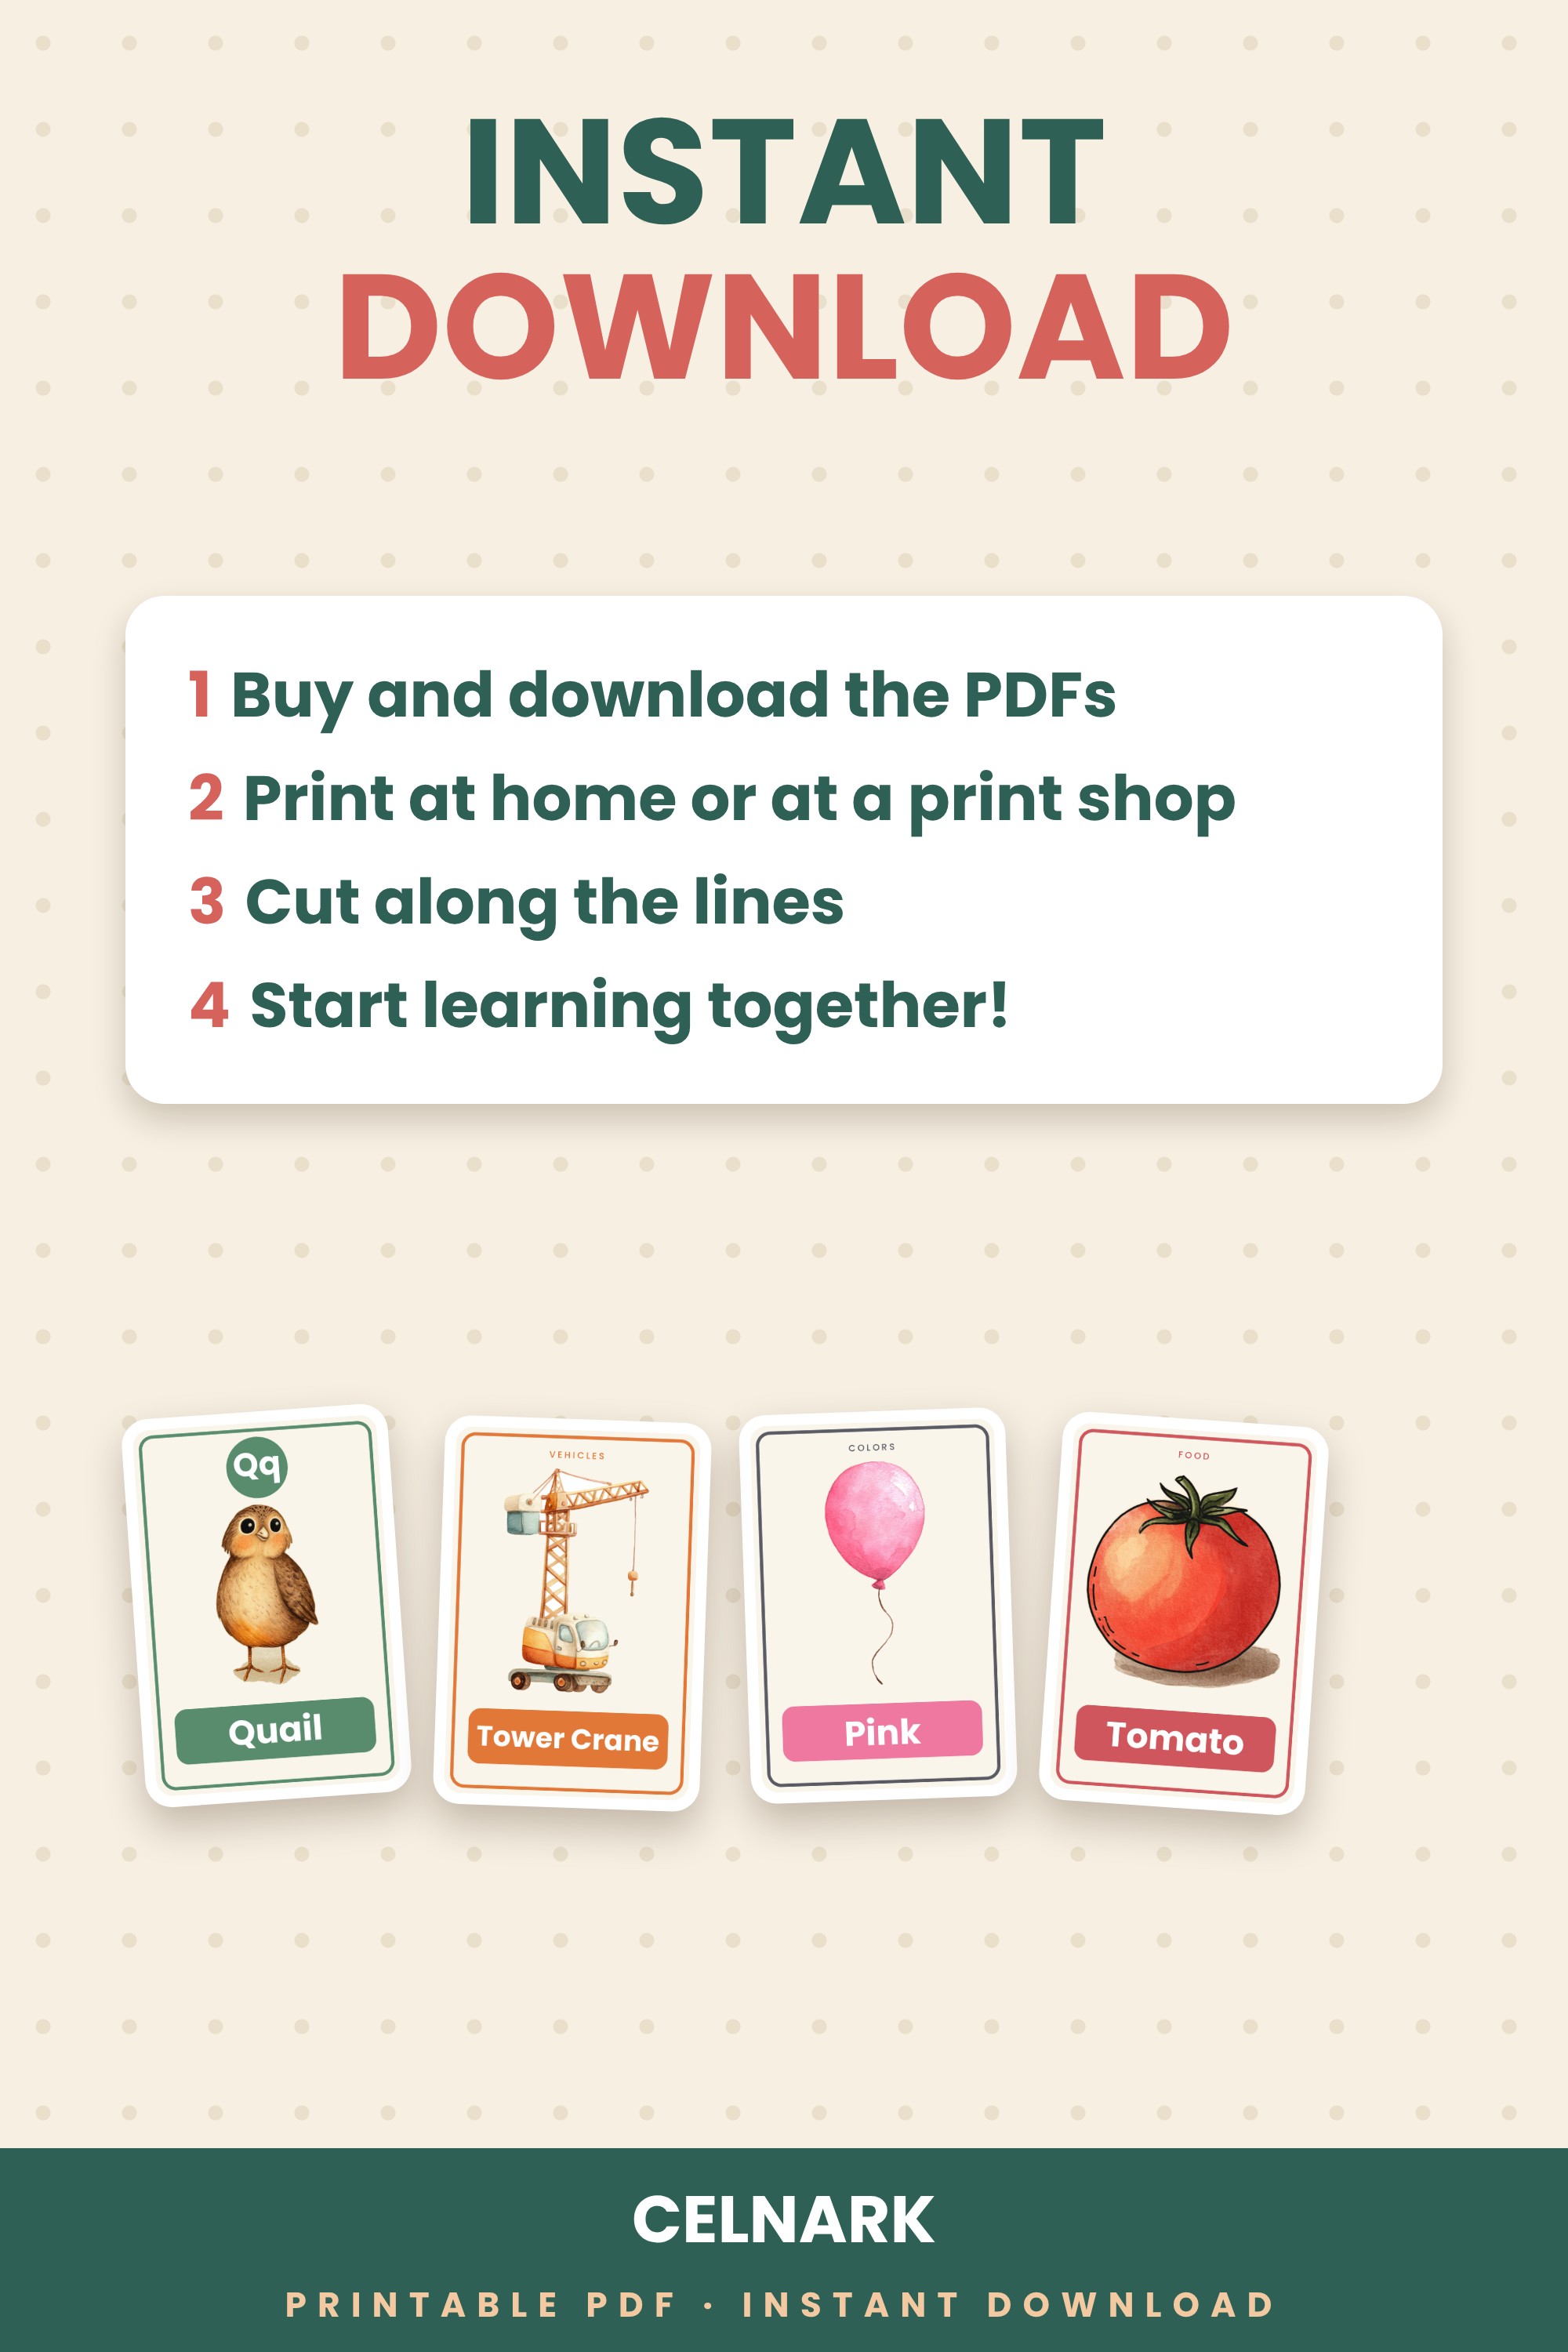 INSTANT
DOWNLOAD
1 Buy and download the PDFs
2 Print at home or at a print shop
3 Cut along the lines
4 Start learning together!
Qq
Quail
VEHICLES
Tower Crane
COLORS
Pink
FOOD
Tomato
CELNARK
PRINTABLE PDF · INSTANT DOWNLOAD